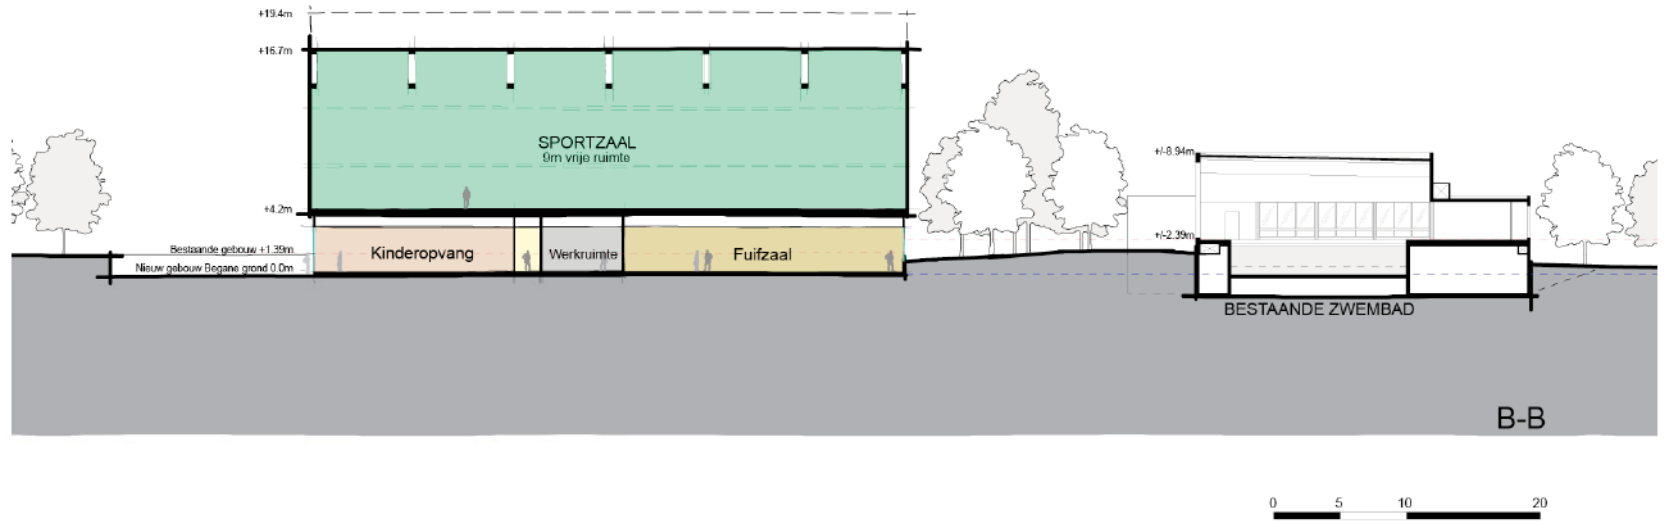 +19.4m
+16.7m
SPORTZAAL
9m vrije ruimte
+/-8.94m
+4.2m
+/-2.39m
Bestaande gebouw +1.39m
Kinderopvang
Werkruimte
Fuifzaal
Nieuw gebouw Begane grond 0.0m
BESTAANDE ZWEMBAD
B-B
0 5 10 20